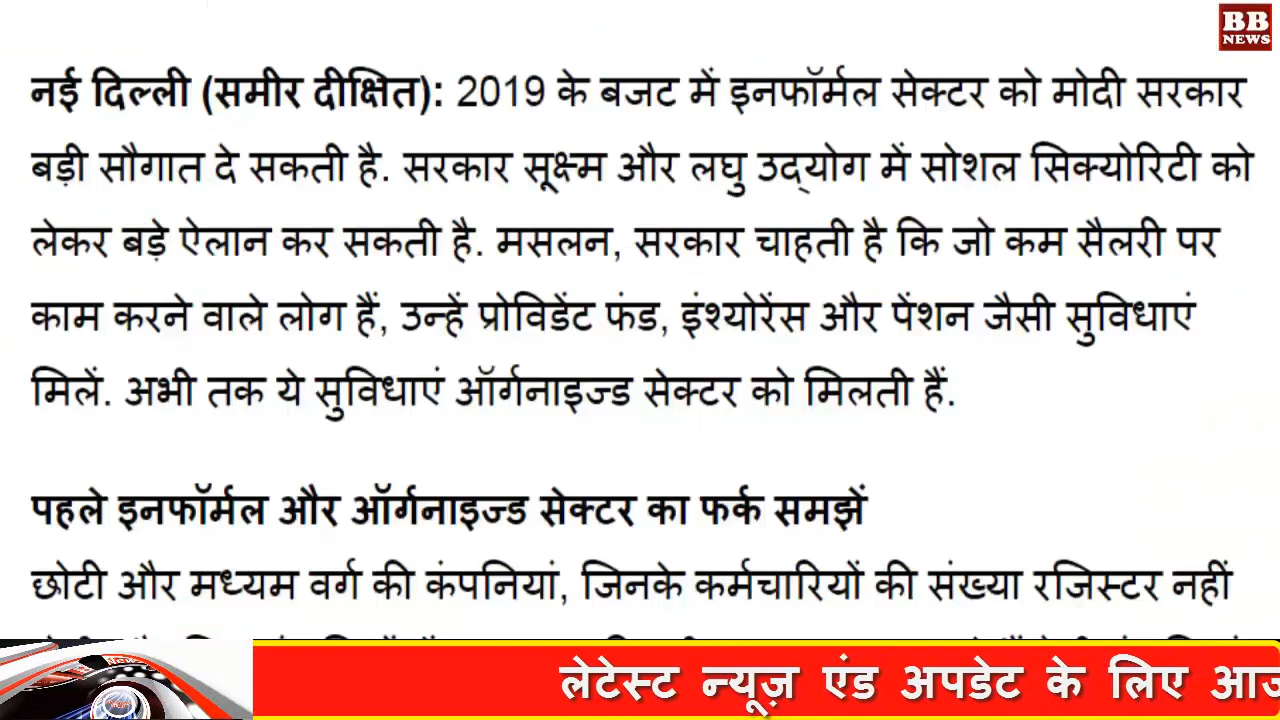 BB
NEWS
नई दिल्ली (समीर दीक्षित): 2019 के बजट में इनफॉर्मल सेक्टर को मोदी सरकार
बड़ी सौगात दे सकती है. सरकार सूक्ष्म और लघु उद्योग में सोशल सिक्योरिटी को
लेकर बड़े ऐलान कर सकती है. मसलन, सरकार चाहती है कि जो कम सैलरी पर
काम करने वाले लोग हैं, उन्हें प्रोविडेंट फंड, इंश्योरेंस और पेंशन जैसी सुविधाएं
मिलें. अभी तक ये सुविधाएं ऑर्गनाइज्ड सेक्टर को मिलती हैं.
पहले इनफॉर्मल और ऑर्गनाइज्ड सेक्टर का फर्क समझें
छोटी और मध्यम वर्ग की कंपनियां, जिनके कर्मचारियों की संख्या रजिस्टर नहीं
News
लेटेस्ट न्यूज़ एंड अपडेट के लिए आज